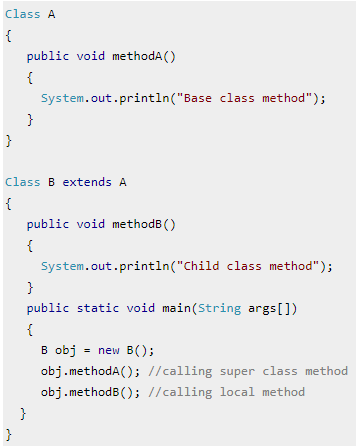 Class A
{
public void methodA()
{
System.out.println("Base class method");
}
}
Class B extends A
{
public void methodB()
{
System.out.println("Child class method");
}
public static void main(String args[])
{
B obj = new B();
obj.methodA(); //calling super class method
obj.methodB(); //calling local method
}
}